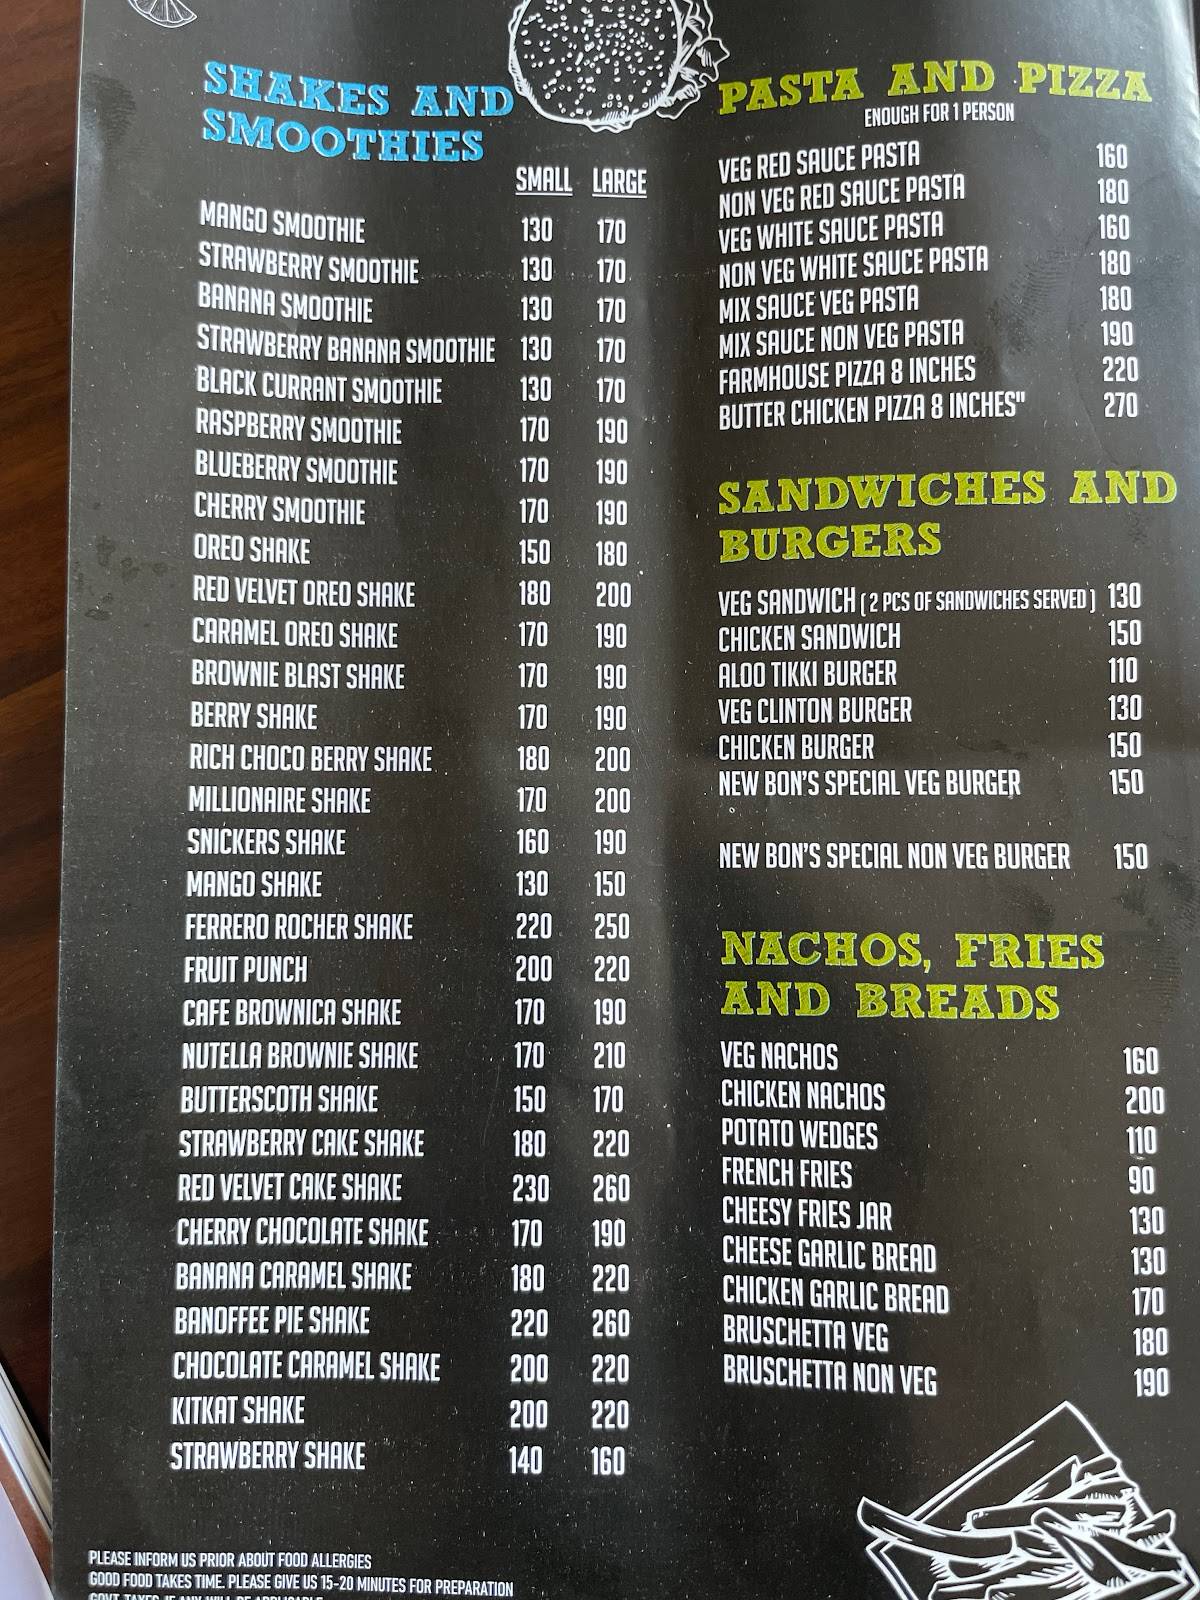 SHAKES AND
SMOOTHIES
SMALL LARGE
MANGO SMOOTHIE 130 170
STRAWBERRY SMOOTHIE 130 170
BANANA SMOOTHIE 130 170
STRAWBERRY BANANA SMOOTHIE 130 170
BLACK CURRANT SMOOTHIE 130 170
RASPBERRY SMOOTHIE 170 190
BLUEBERRY SMOOTHIE 170 190
CHERRY SMOOTHIE 170 190
OREO SHAKE 150 180
RED VELVET OREO SHAKE 180 200
CARAMEL OREO SHAKE 170 190
BROWNIE BLAST SHAKE 170 190
BERRY SHAKE 170 190
RICH CHOCO BERRY SHAKE 180 200
MILLIONAIRE SHAKE 170 200
SNICKERS SHAKE 160 190
MANGO SHAKE 130 150
FERRERO ROCHER SHAKE 220 250
FRUIT PUNCH 200 220
CAFE BROWNICA SHAKE 170 190
NUTELLA BROWNIE SHAKE 170 210
BUTTERSCOTH SHAKE 150 170
STRAWBERRY CAKE SHAKE 180 220
RED VELVET CAKE SHAKE 230 260
CHERRY CHOCOLATE SHAKE 170 190
BANANA CARAMEL SHAKE 180 220
BANOFFEE PIE SHAKE 220 260
CHOCOLATE CARAMEL SHAKE 200 220
KITKAT SHAKE 200 220
STRAWBERRY SHAKE 140 160
PLEASE INFORM US PRIOR ABOUT FOOD ALLERGIES
GOOD FOOD TAKES TIME. PLEASE GIVE US 15-20 MINUTES FOR PREPARATION
GOVT. TAXES, IF ANY WILL BE APPLICABLE
PASTA AND PIZZA
ENOUGH FOR 1 PERSON
VEG RED SAUCE PASTA 160
NON VEG RED SAUCE PASTA 180
VEG WHITE SAUCE PASTA 160
NON VEG WHITE SAUCE PASTA 180
MIX SAUCE VEG PASTA 180
MIX SAUCE NON VEG PASTA 190
FARMHOUSE PIZZA 8 INCHES 220
BUTTER CHICKEN PIZZA 8 INCHES" 270
SANDWICHES AND
BURGERS
VEG SANDWICH ( 2 PCS OF SANDWICHES SERVED ) 130
CHICKEN SANDWICH 150
ALOO TIKKI BURGER 110
VEG CLINTON BURGER 130
CHICKEN BURGER 150
NEW BON'S SPECIAL VEG BURGER 150
NEW BON'S SPECIAL NON VEG BURGER 150
NACHOS, FRIES
AND BREADS
VEG NACHOS 160
CHICKEN NACHOS 200
POTATO WEDGES 110
FRENCH FRIES 90
CHEESY FRIES JAR 130
CHEESE GARLIC BREAD 130
CHICKEN GARLIC BREAD 170
BRUSCHETTA VEG 180
BRUSCHETTA NON VEG 190